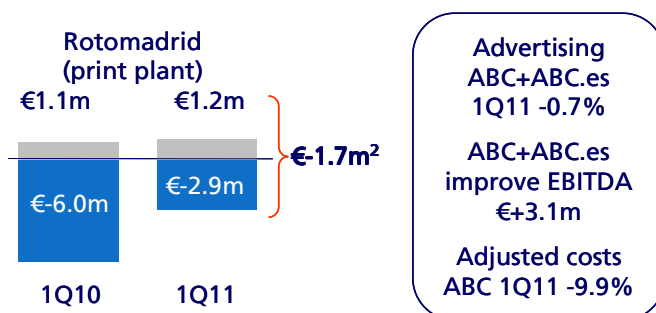 Rotomadrid
(print plant)
€1.1m
€1.2m
€-1.7m²
€-6.0m
€-2.9m
1Q10
1Q11
Advertising
ABC+ABC.es
1Q11 -0.7%
ABC+ABC.es
improve EBITDA
€+3.1m
Adjusted costs
ABC 1Q11 -9.9%